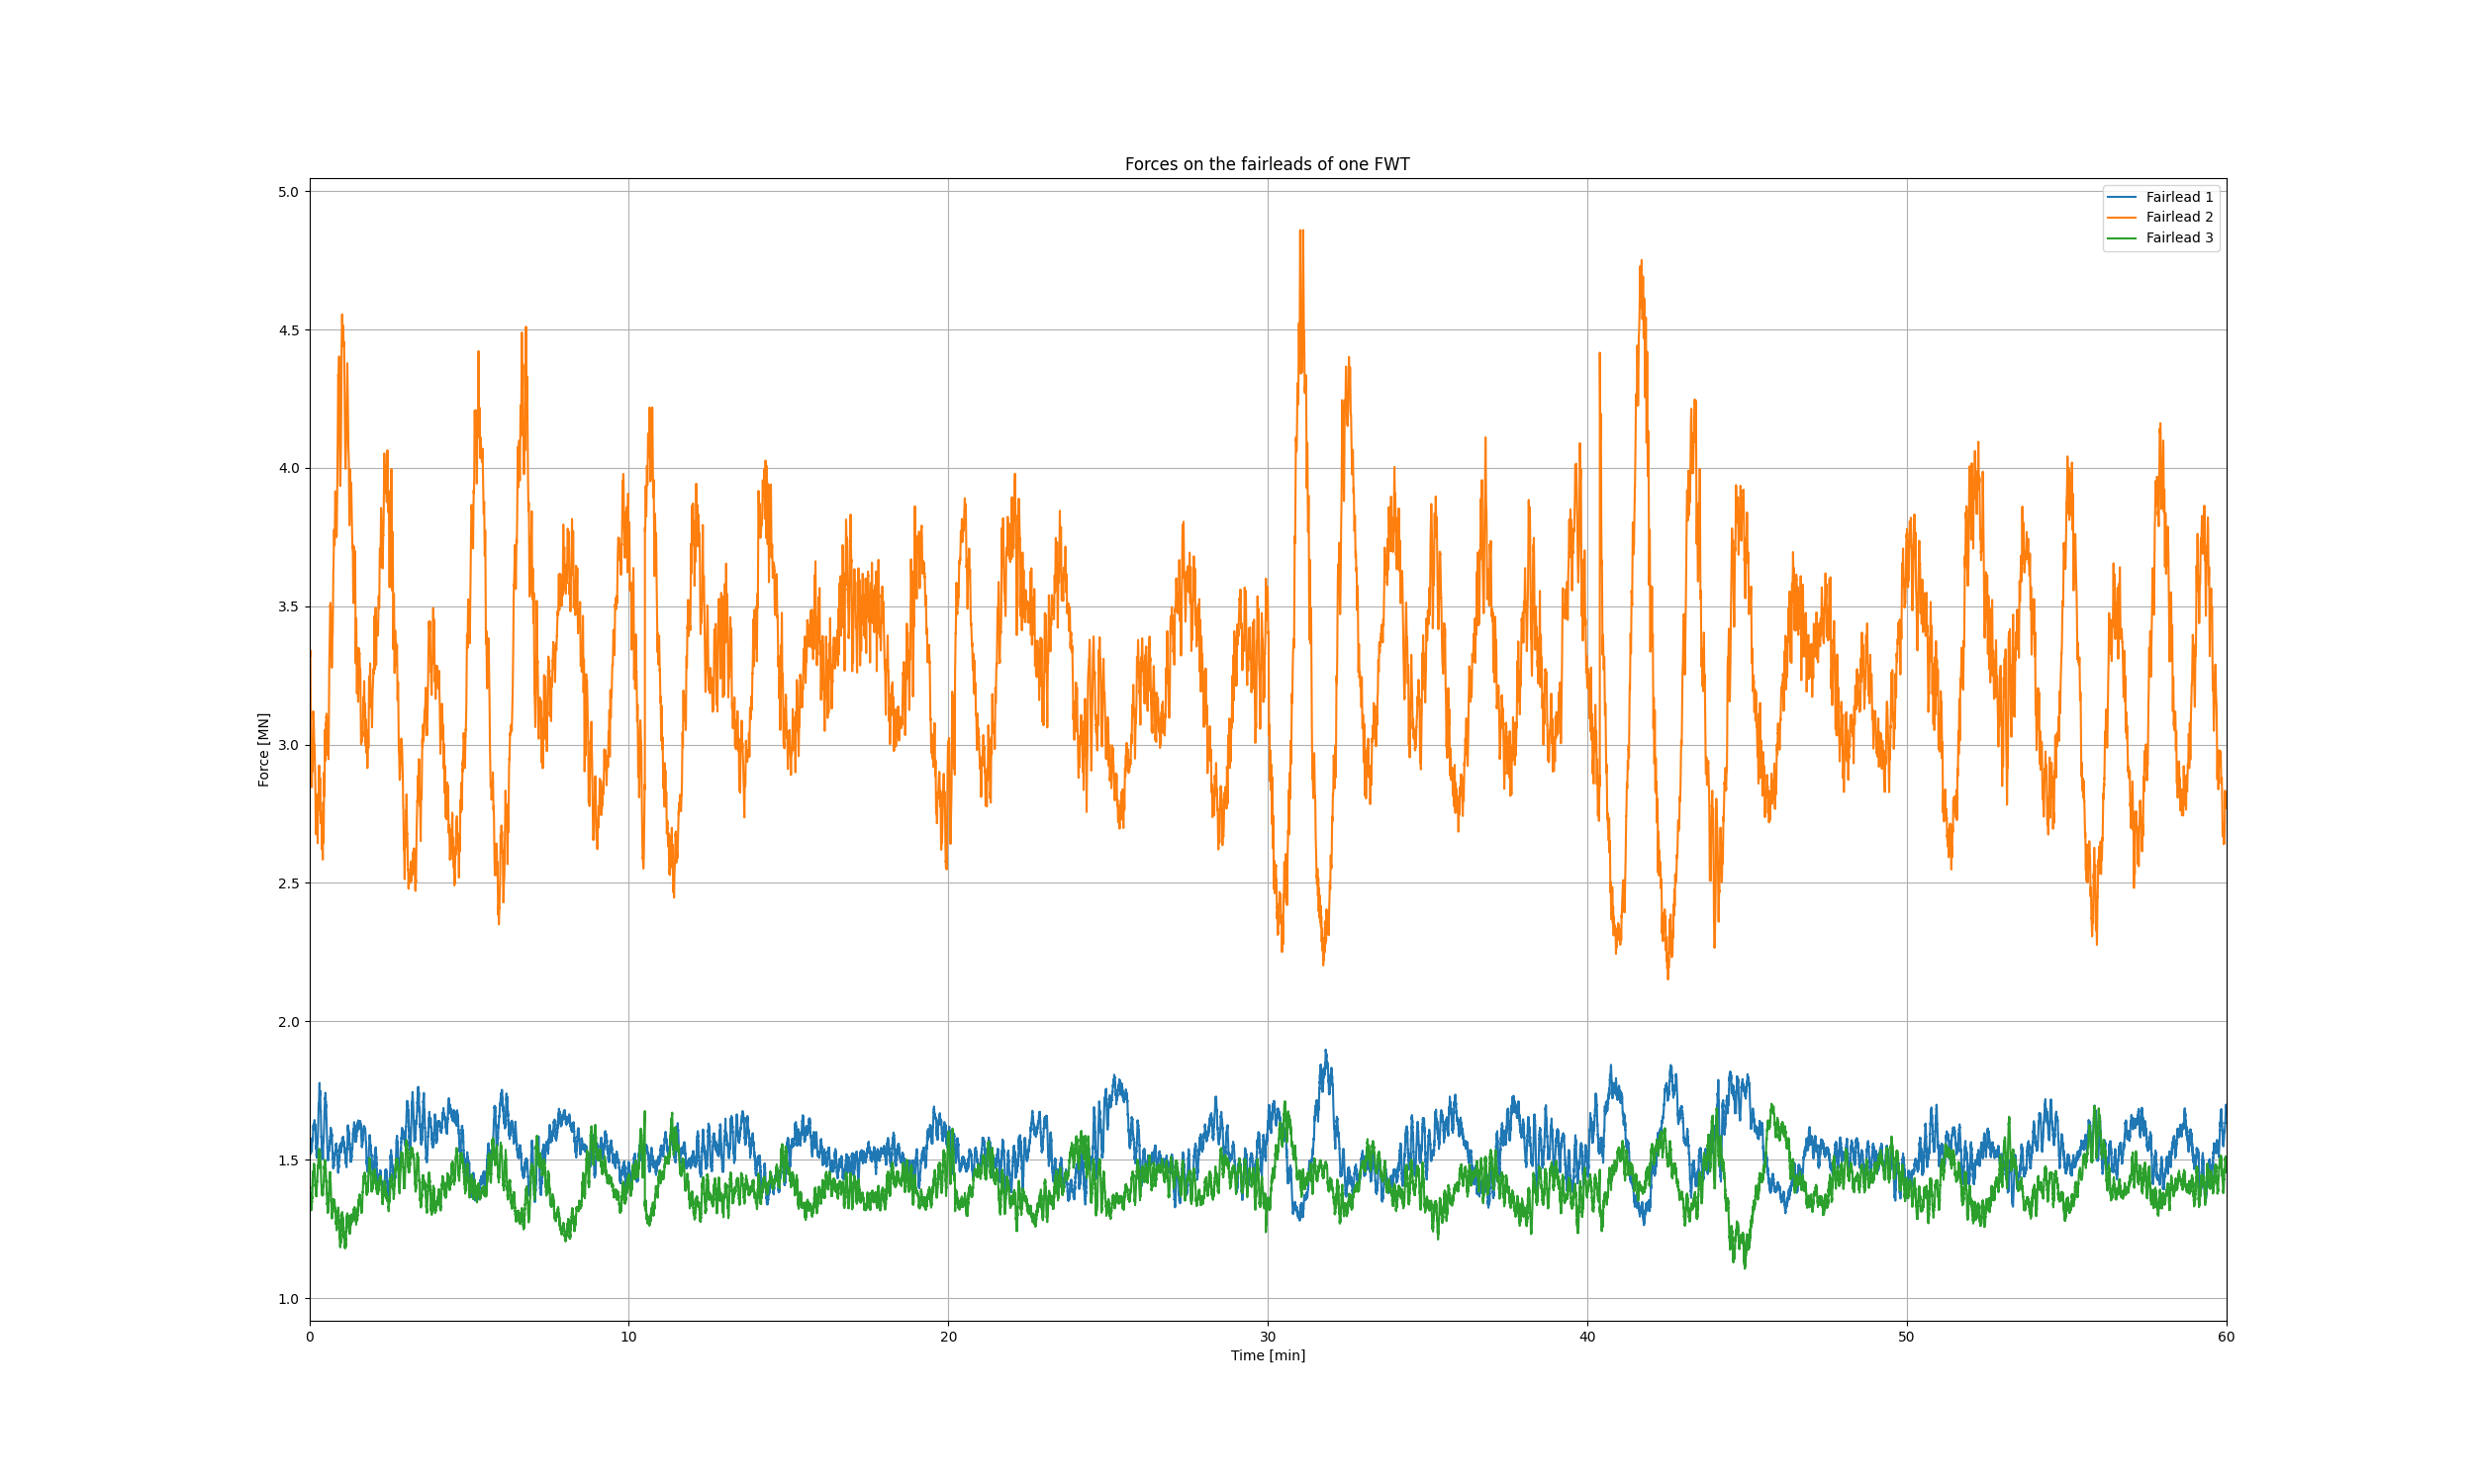 Forces on the fairleads of one FWT
Fairlead 1
Fairlead 2
Fairlead 3
Force [MN]
5.0
4.5
4.0
3.5
3.0
2.5
2.0
1.5
1.0
0 10 20 30 40 50 60
Time [min]